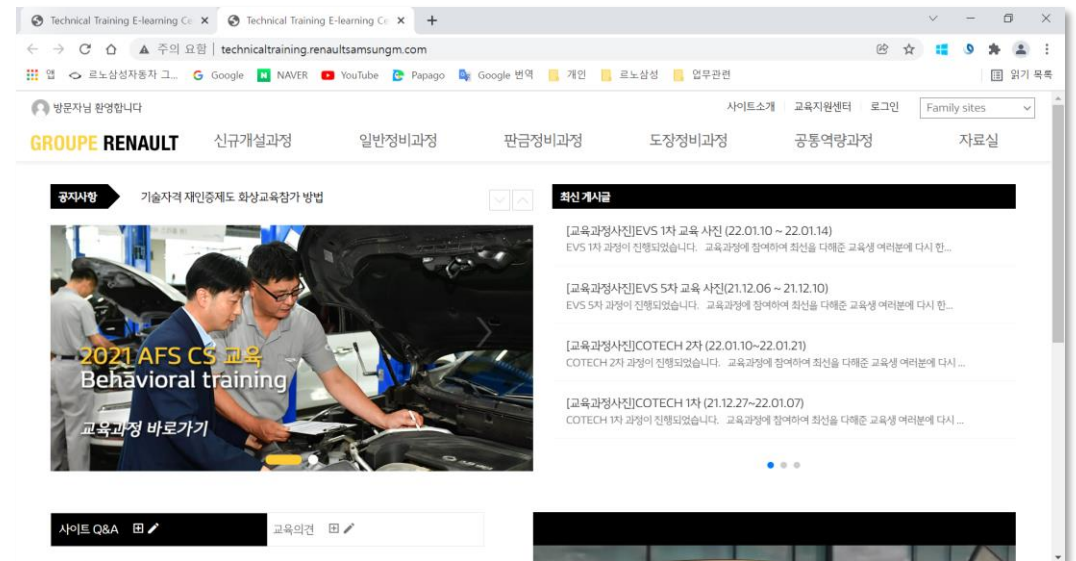 Technical Training E-learning Ce
Technical Training E-learning Ce
주의 요함 | technicaltraining.renaultsamsungm.com
앱 르노삼성자동자 그... Google NAVER YouTube Papago Google 번역 개인 르노삼성 업무관련 읽기 목록
방문자님 환영합니다 사이트소개 교육지원센터 로그인 Family sites
GROUPE RENAULT 신규개설과정 일반정비과정 판금정비과정 도장정비과정 공통역량과정 자료실
공지사항 기술자격 재인증제도 화상교육참가 방법
2021 AFS CS 교육
Behavioral training
교육과정 바로가기
최신 게시글
[교육과정사진]EVS 1차 교육 사진 (22.01.10 ~ 22.01.14)
EVS 1차 과정이 진행되었습니다. 교육과정에 참여하여 최선을 다해준 교육생 여러분에 다시 한...
[교육과정사진]EVS 5차 교육 사진(21.12.06 ~ 21.12.10)
EVS 5차 과정이 진행되었습니다. 교육과정에 참여하여 최선을 다해준 교육생 여러분에 다시 한...
[교육과정사진]COTECH 2차 (22.01.10~22.01.21)
COTECH 2차 과정이 진행되었습니다. 교육과정에 참여하여 최선을 다해준 교육생 여러분에 다시 ...
[교육과정사진]COTECH 1차 (21.12.27~22.01.07)
COTECH 1차 과정이 진행되었습니다. 교육과정에 참여하여 최선을 다해준 교육생 여러분에 다시 ...
사이트 Q&A 교육의견